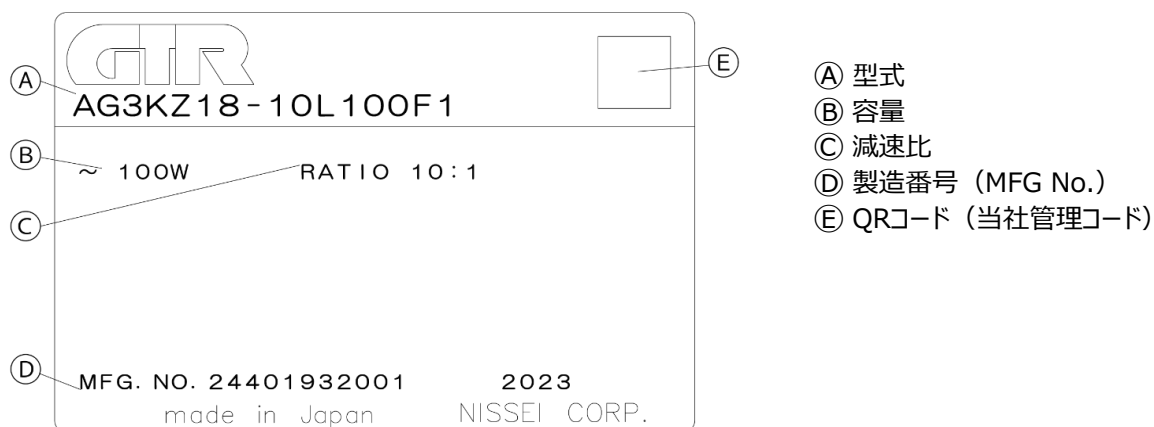 GTR
AG3KZ18-10L100F1
~ 100W RATIO 10:1
MFG. NO. 24401932001 2023
made in Japan NISSEI CORP.
Ⓐ
Ⓑ
Ⓒ
Ⓓ
Ⓔ
Ⓐ 型式
Ⓑ 容量
Ⓒ 減速比
Ⓓ 製造番号（MFG No.）
Ⓔ QRコード（当社管理コード）